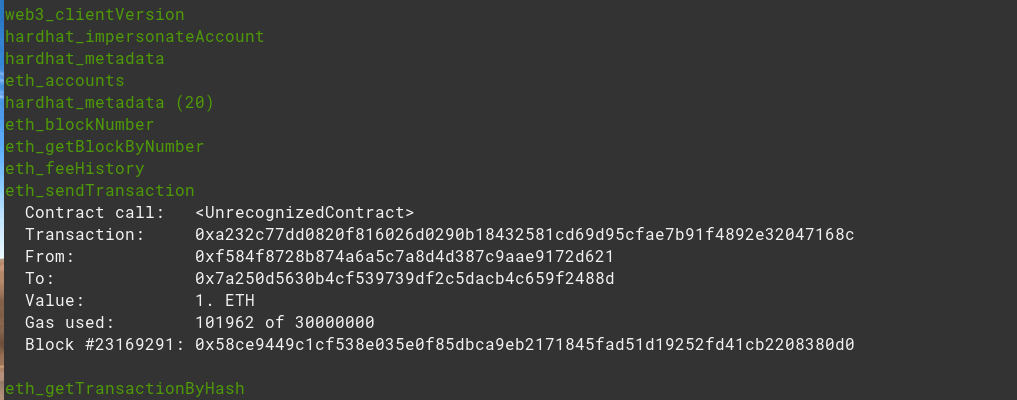 web3_clientVersion
hardhat_impersonateAccount
hardhat_metadata
eth_accounts
hardhat_metadata (20)
eth_blockNumber
eth_getBlockByNumber
eth_feeHistory
eth_sendTransaction
Contract call: <UnrecognizedContract>
Transaction: 0xa232c77dd0820f816026d0290b18432581cd69d95cfae7b91f4892e32047168c
From: 0xf584f8728b874a6a5c7a8d4d387c9aae9172d621
To: 0x7a250d5630b4cf539739df2c5dacb4c659f2488d
Value: 1. ETH
Gas used: 101962 of 30000000
Block #23169291: 0x58ce9449c1cf538e035e0f85dbca9eb2171845fad51d19252fd41cb2208380d0
eth_getTransactionByHash